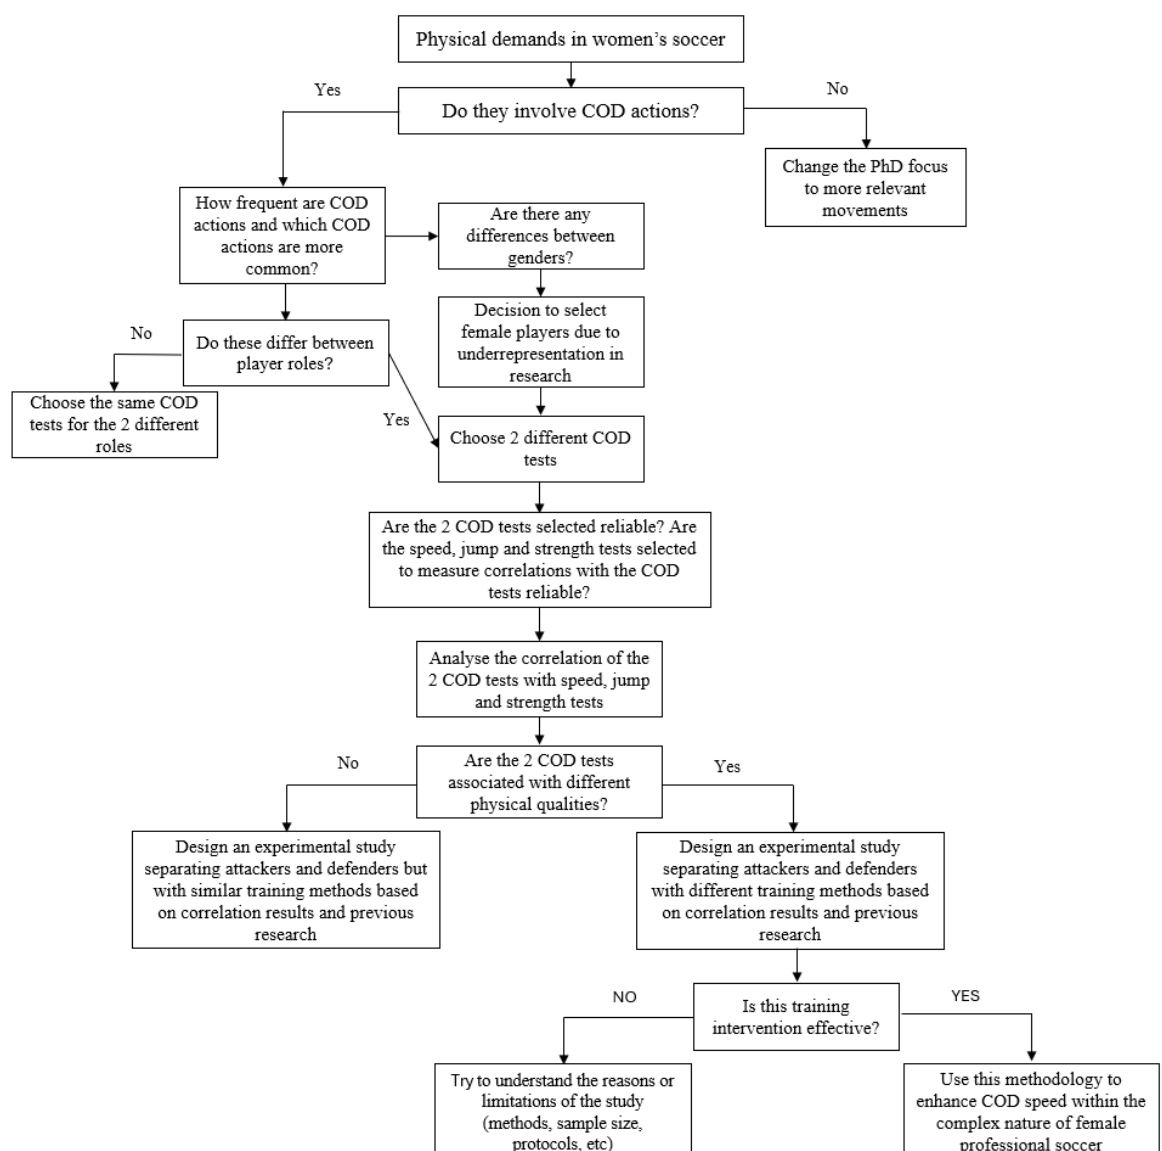 Physical demands in women’s soccer
Yes
No
Do they involve COD actions?
Change the PhD focus
to more relevant
movements
How frequent are COD
actions and which COD
actions are more
common?
Are there any
differences between
genders?
Decision to select
female players due to
underrepresentation in
research
No
Do these differ between
player roles?
Choose the same COD
tests for the 2 different
roles
Yes
Choose 2 different COD
tests
Are the 2 COD tests selected reliable? Are
the speed, jump and strength tests selected
to measure correlations with the COD
tests reliable?
Analyse the correlation of the
2 COD tests with speed, jump
and strength tests
No
Are the 2 COD tests
associated with different
physical qualities?
Yes
Design an experimental study
separating attackers and defenders but
with similar training methods based
on correlation results and previous
research
Design an experimental study
separating attackers and defenders
with different training methods based
on correlation results and previous
research
NO
Is this training
intervention effective?
YES
Try to understand the reasons or
limitations of the study
(methods, sample size,
protocols, etc)
Use this methodology to
enhance COD speed within the
complex nature of female
professional soccer